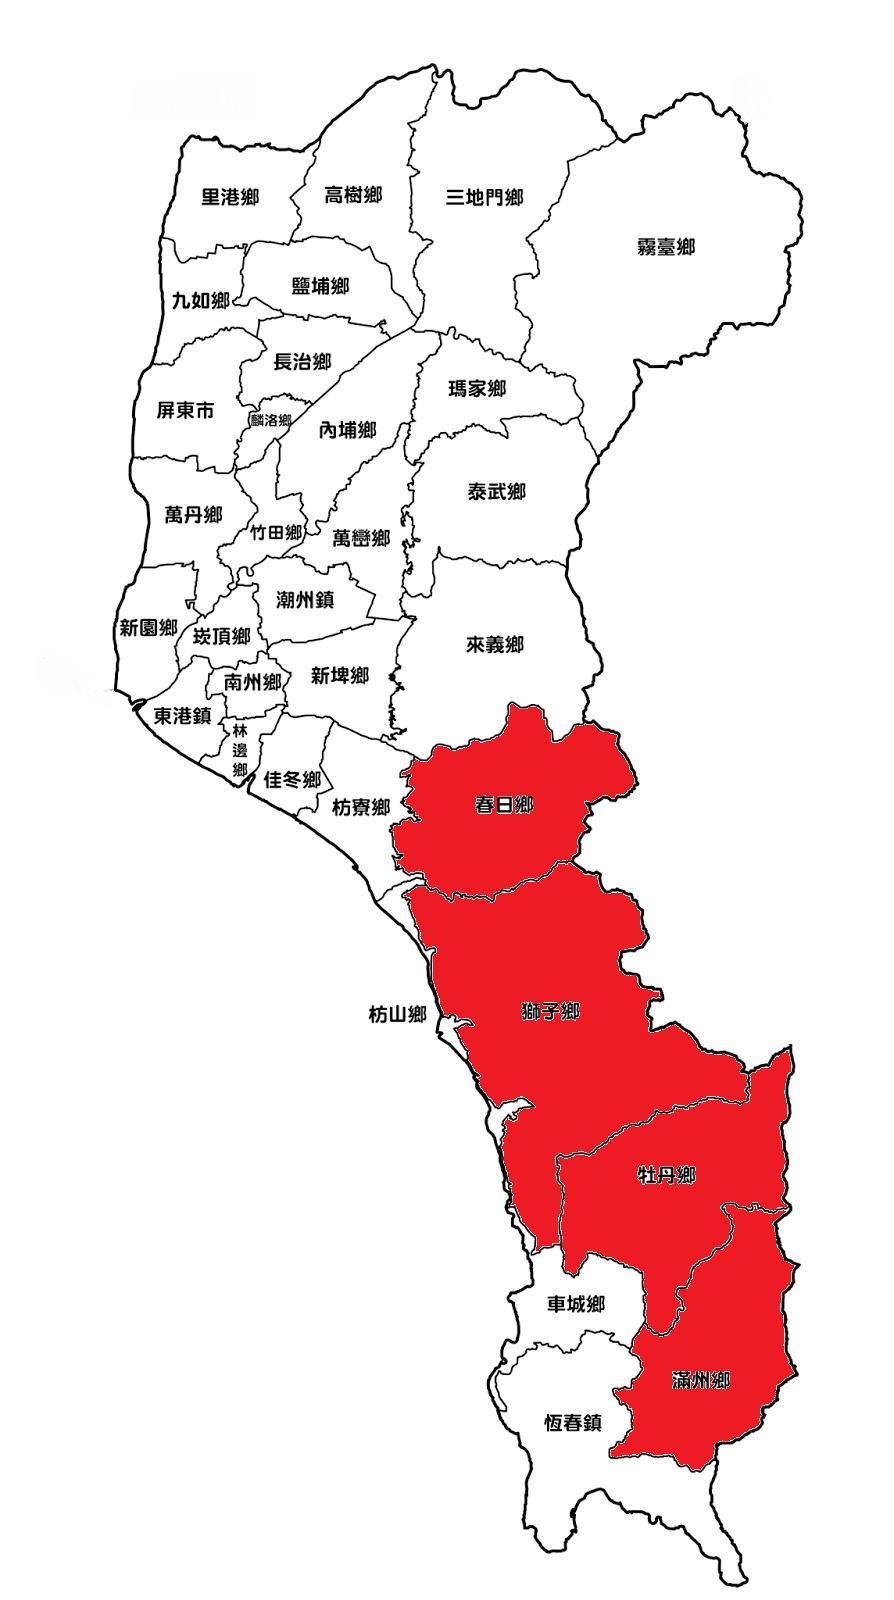 里港鄉
高樹鄉
三地門鄉
霧臺鄉
九如鄉
鹽埔鄉
長治鄉
瑪家鄉
屏東市
麟洛鄉
內埔鄉
泰武鄉
萬丹鄉
竹田鄉
萬巒鄉
潮州鎮
新園鄉
崁頂鄉
來義鄉
南州鄉
新埤鄉
東港鎮
林
邊
鄉
佳冬鄉
枋寮鄉
春日鄉
獅子鄉
枋山鄉
牡丹鄉
車城鄉
滿州鄉
恆春鎮